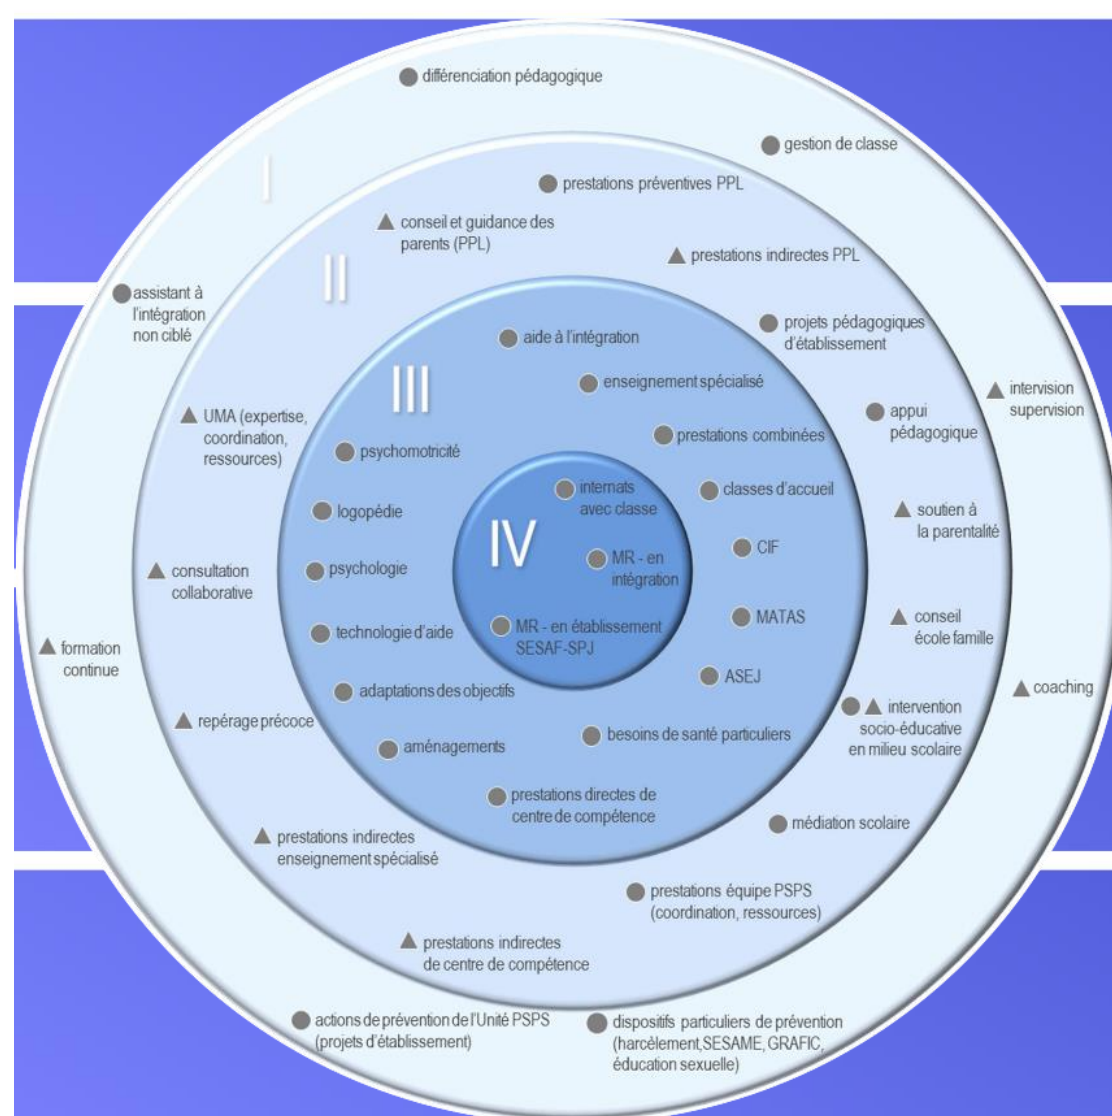 différenciation pédagogique
gestion de classe
I
prestations préventives PPL
conseil et guidance des
parents (PPL)
prestations indirectes PPL
II
assistant à
l'intégration
non ciblé
projets pédagogiques
d'établissement
aide à l'intégration
enseignement spécialisé
III
intervision
supervision
UMA (expertise,
coordination,
ressources)
appui
pédagogique
prestations combinées
psychomotricité
internats
avec classe
classes d'accueil
logopédie
soutien à
la parentalité
IV
CIF
MR - en
intégration
psychologie
consultation
collaborative
MATAS
conseil
école famille
technologie d'aide
MR - en établissement
SESAF-SPJ
formation
continue
ASEJ
coaching
adaptations des objectifs
intervention
socio-éducative
en milieu scolaire
repérage précoce
besoins de santé particuliers
aménagements
prestations directes de
centre de compétence
médiation scolaire
prestations indirectes
enseignement spécialisé
prestations équipe PSPS
(coordination, ressources)
prestations indirectes
de centre de compétence
actions de prévention de l'Unité PSPS
(projets d'établissement)
dispositifs particuliers de prévention
(harcèlement,SESAME, GRAFIC,
éducation sexuelle)